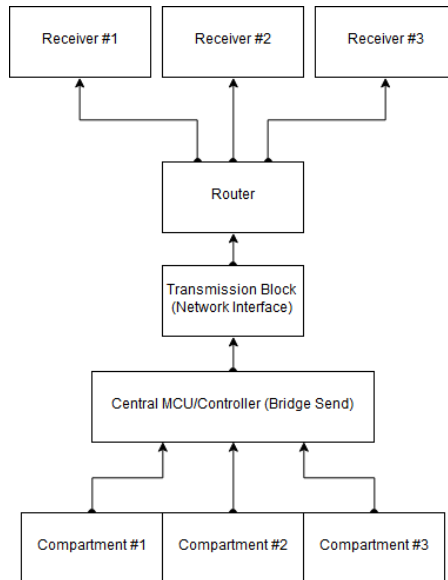 Receiver #1
Receiver #2
Receiver #3
Router
Transmission Block
(Network Interface)
Central MCU/Controller (Bridge Send)
Compartment #1
Compartment #2
Compartment #3